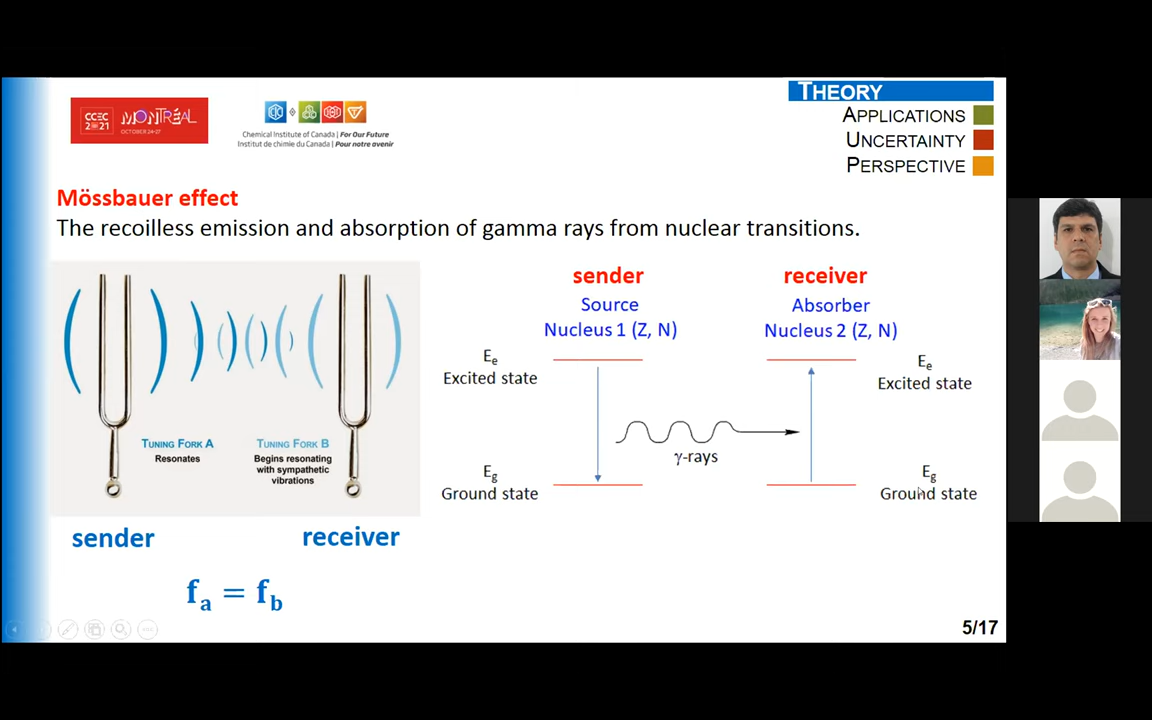 THEORY
APPLICATIONS
UNCERTAINTY
PERSPECTIVE
CCEC
2021
MONTRÉAL
OCTOBER 24-27
Chemical Institute of Canada | For Our Future
Institut de chimie du Canada | Pour notre avenir
Mössbauer effect
The recoilless emission and absorption of gamma rays from nuclear transitions.
TUNING FORK A
Resonates
TUNING FORK B
Begins resonating
with sympathetic
vibrations
sender
receiver
fa = fb
sender
Source
Nucleus 1 (Z, N)
receiver
Absorber
Nucleus 2 (Z, N)
Ee
Excited state
Ee
Excited state
γ-rays
Eg
Ground state
Eg
Ground state
5/17